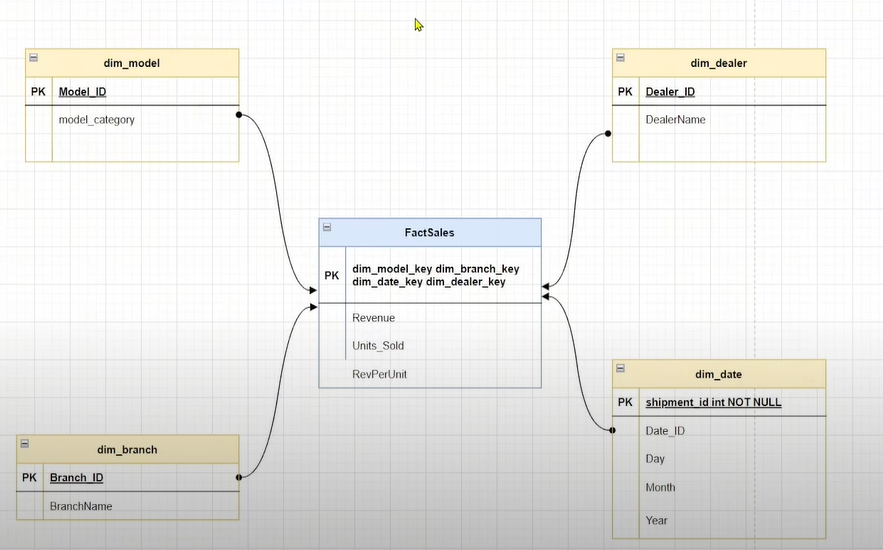 dim_model
PK Model_ID
model_category
dim_dealer
PK Dealer_ID
DealerName
FactSales
PK dim_model_key dim_branch_key
dim_date_key dim_dealer_key
Revenue
Units_Sold
RevPerUnit
dim_branch
PK Branch_ID
BranchName
dim_date
PK shipment_id int NOT NULL
Date_ID
Day
Month
Year